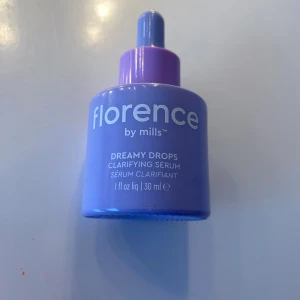 florence
by mills™
DREAMY DROPS
CLARIFYING SERUM
SÉRUM CLARIFIANT
1 fl oz liq | 30 ml ℮